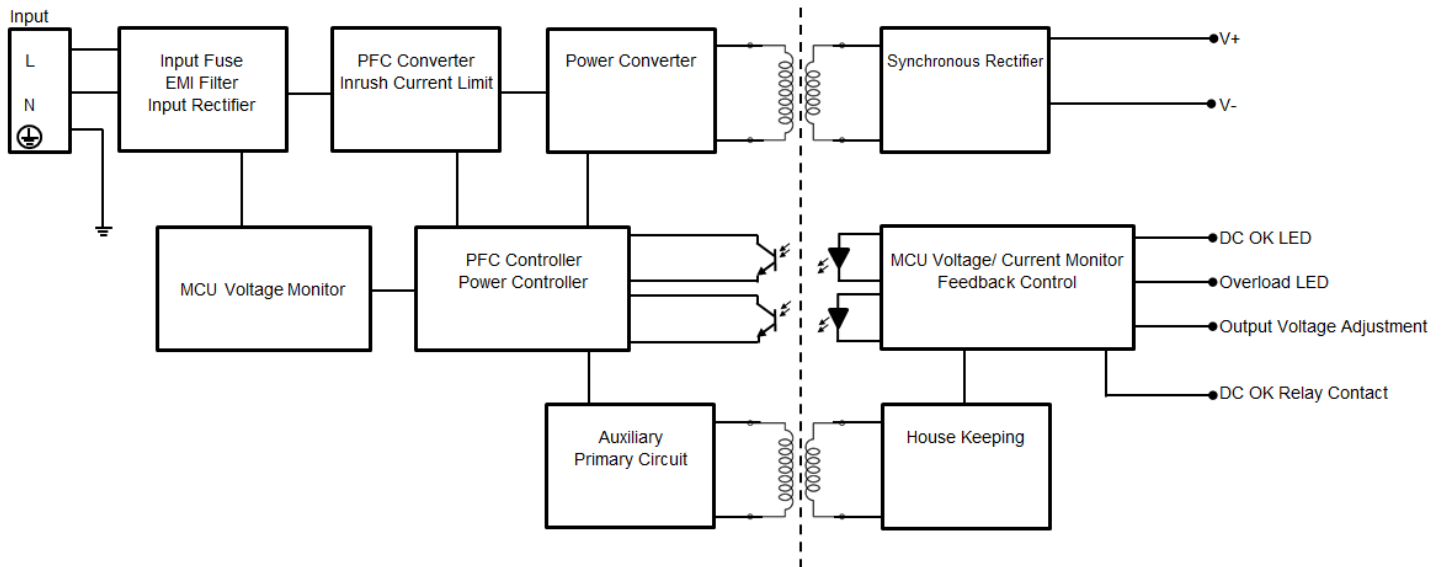 Input
L
N
Input Fuse
EMI Filter
Input Rectifier
PFC Converter
Inrush Current Limit
Power Converter
Synchronous Rectifier
V+
V-
MCU Voltage Monitor
PFC Controller
Power Controller
MCU Voltage/ Current Monitor
Feedback Control
DC OK LED
Overload LED
Output Voltage Adjustment
DC OK Relay Contact
Auxiliary
Primary Circuit
House Keeping